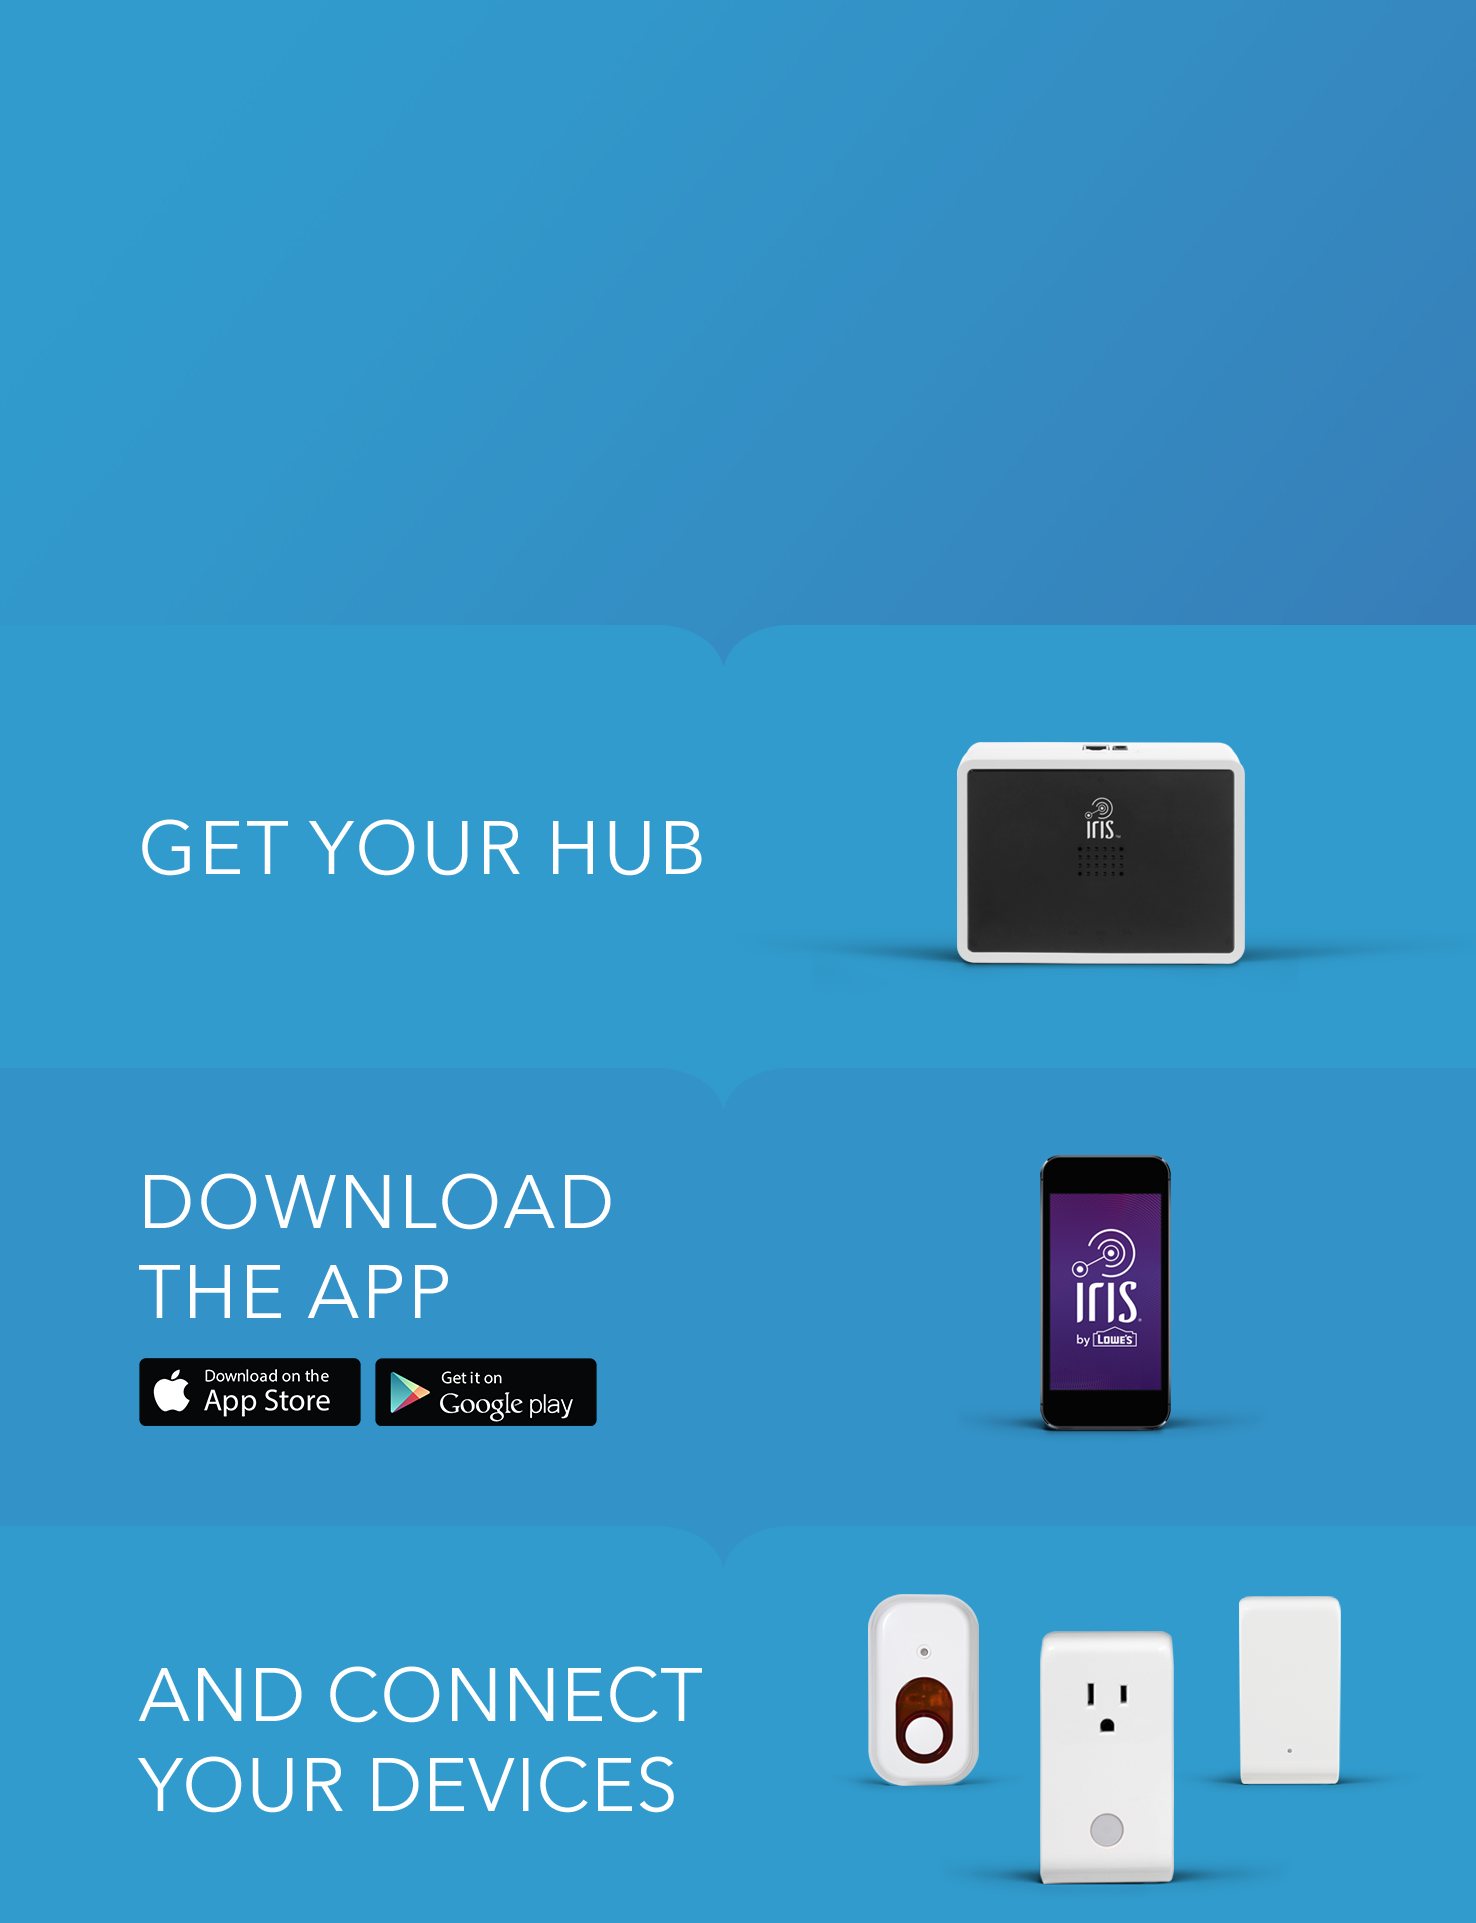 GET YOUR HUB
IRIS
DOWNLOAD
THE APP
Download on the
App Store
Get it on
Google play
IRIS
by LOWE'S
AND CONNECT
YOUR DEVICES